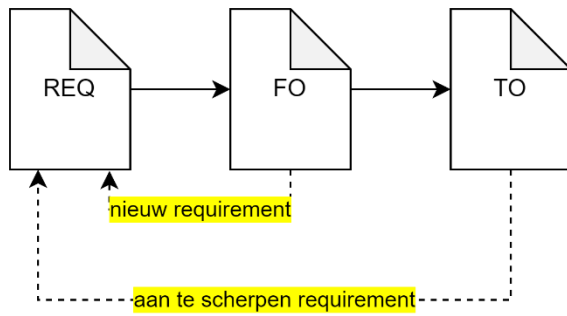 REQ
FO
TO
nieuw requirement
aan te scherpen requirement